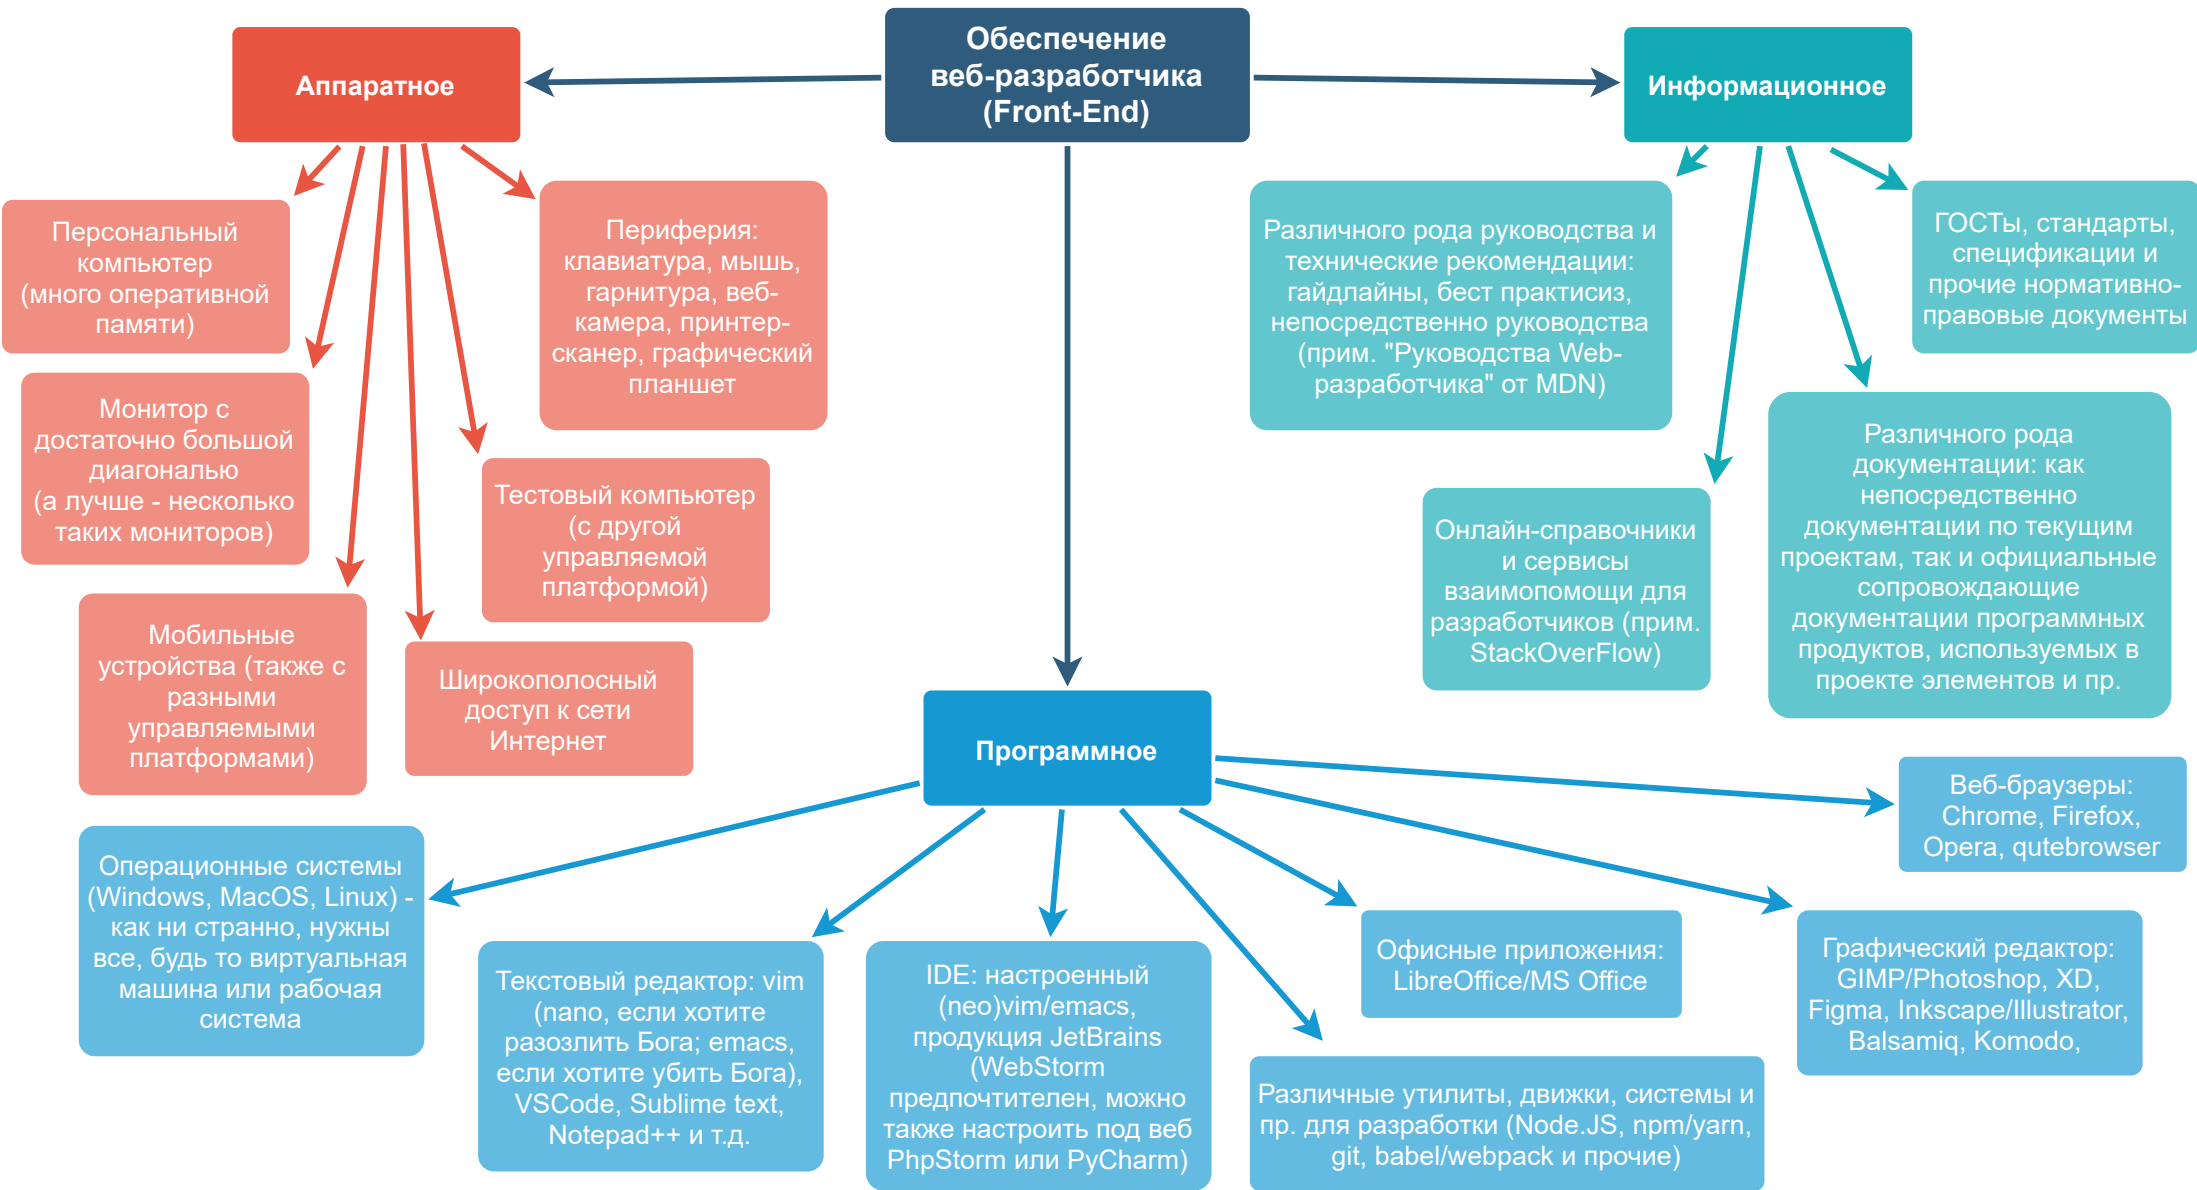 Обеспечение
веб-разработчика
(Front-End)
Аппаратное
Персональный
компьютер
(много оперативной
памяти)
Периферия:
клавиатура, мышь,
гарнитура, веб-
камера, принтер-
сканер, графический
планшет
Монитор с
достаточно большой
диагональю
(а лучше - несколько
таких мониторов)
Тестовый компьютер
(с другой
управляемой
платформой)
Мобильные
устройства (также с
разными
управляемыми
платформами)
Широкополосный
доступ к сети
Интернет
Информационное
Различного рода руководства и
технические рекомендации:
гайдлайны, бест практисиз,
непосредственно руководства
(прим. "Руководства Web-
разработчика" от MDN)
ГОСТы, стандарты,
спецификации и
прочие нормативно-
правовые документы
Онлайн-справочники
и сервисы
взаимопомощи для
разработчиков (прим.
StackOverFlow)
Различного рода
документации: как
непосредственно
документации по текущим
проектам, так и официальные
сопровождающие
документации программных
продуктов, используемых в
проекте элементов и пр.
Программное
Операционные системы
(Windows, MacOS, Linux) -
как ни странно, нужны
все, будь то виртуальная
машина или рабочая
система
Текстовый редактор: vim
(nano, если хотите
разозлить Бога; emacs,
если хотите убить Бога),
VSCode, Sublime text,
Notepad++ и т.д.
IDE: настроенный
(neo)vim/emacs,
продукция JetBrains
(WebStorm
предпочтителен, можно
также настроить под веб
PhpStorm или PyCharm)
Различные утилиты, движки, системы и
пр. для разработки (Node.JS, npm/yarn,
git, babel/webpack и прочие)
Офисные приложения:
LibreOffice/MS Office
Графический редактор:
GIMP/Photoshop, XD,
Figma, Inkscape/Illustrator,
Balsamiq, Komodo,
Веб-браузеры:
Chrome, Firefox,
Opera, qutebrowser